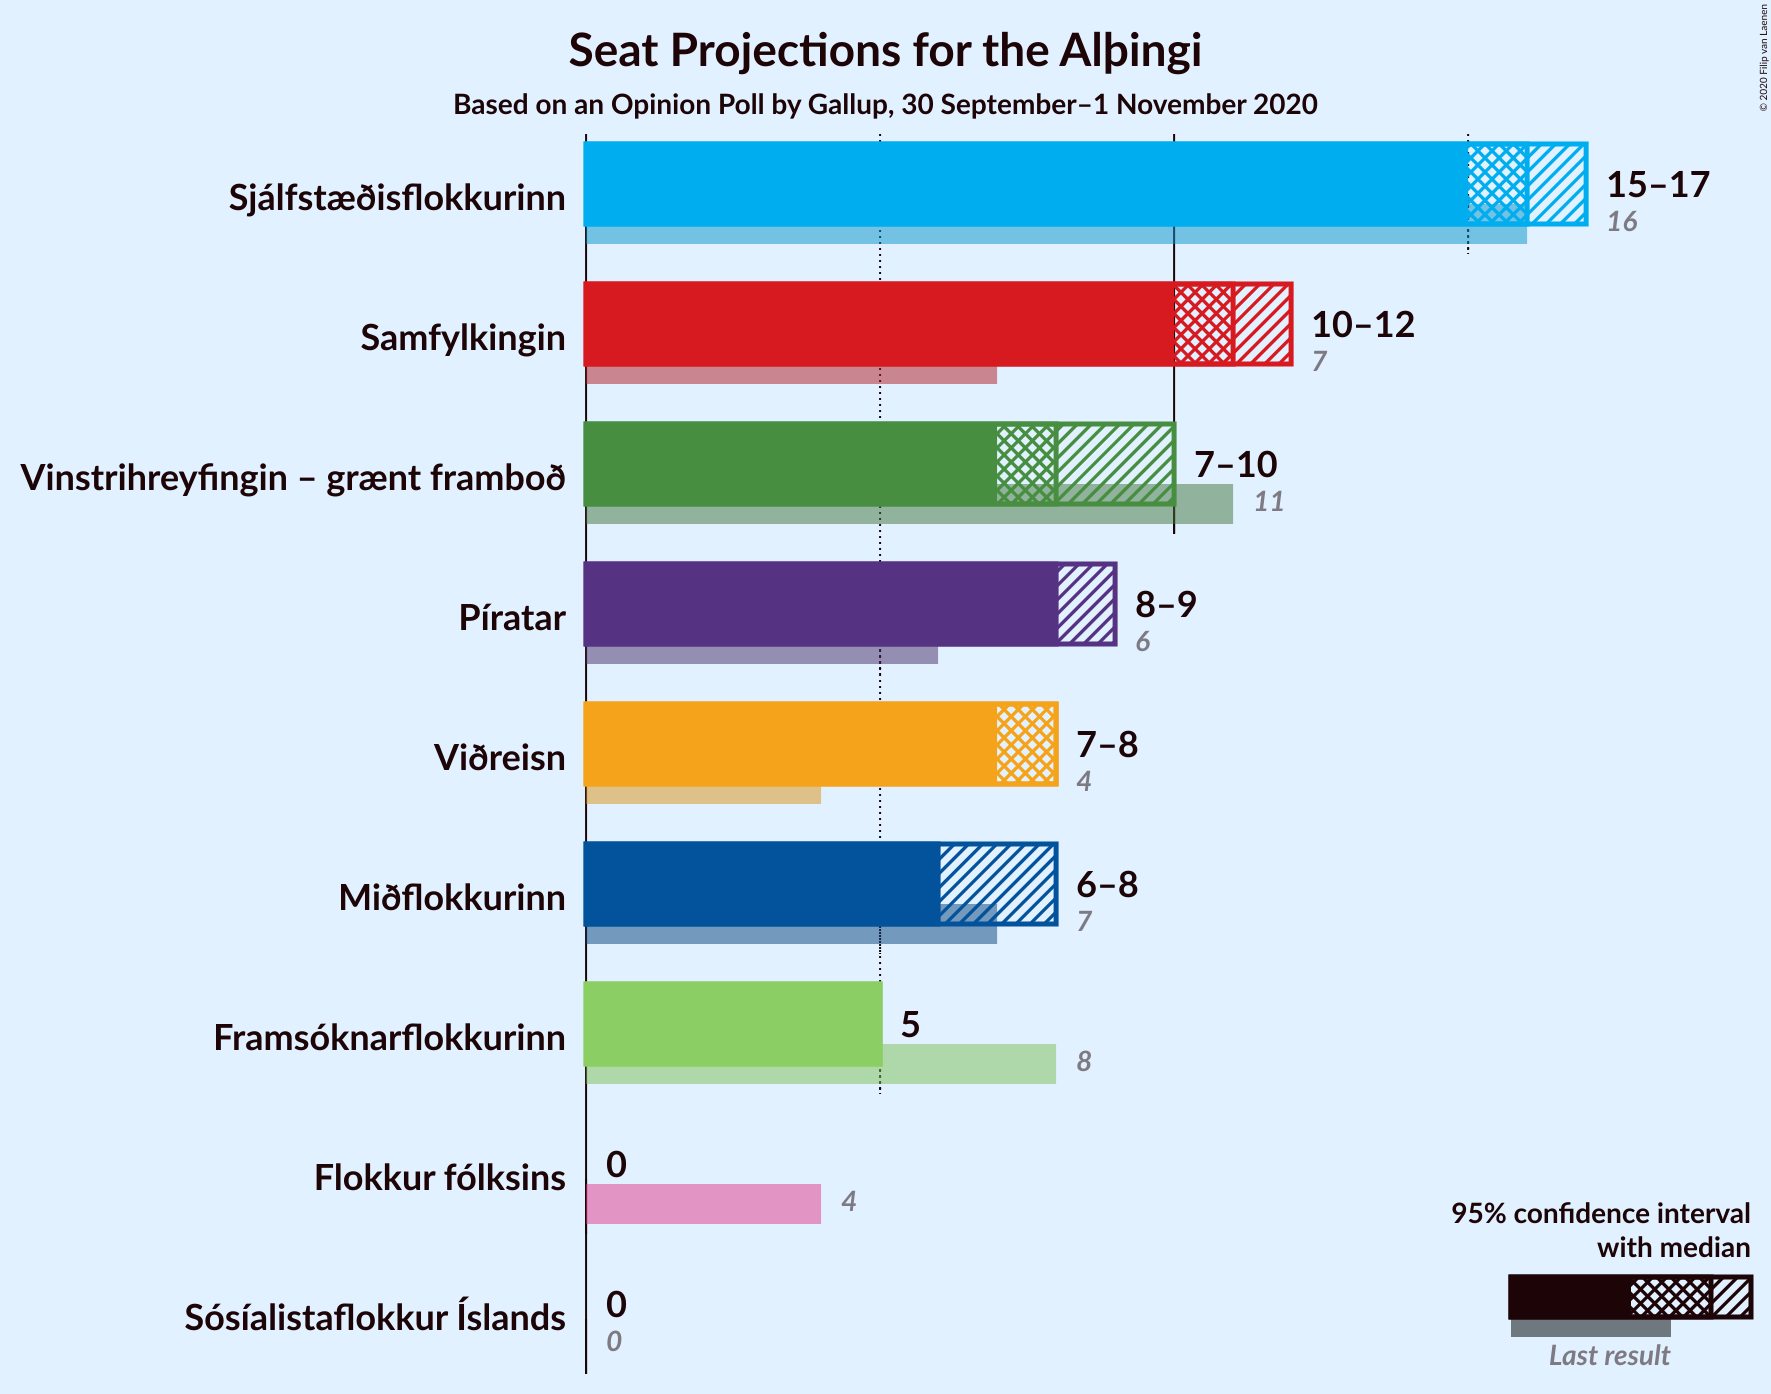 Seat Projections for the Alþingi
Based on an Opinion Poll by Gallup, 30 September–1 November 2020
© 2020 Filip van Laenen
Sjálfstæðisflokkurinn
15–17
16
Samfylkingin
10–12
7
Vinstrihreyfingin – grænt framboð
7–10
11
Píratar
8–9
6
Viðreisn
7–8
4
Miðflokkurinn
6–8
7
Framsóknarflokkurinn
5
8
Flokkur fólksins
0
4
Sósíalistaflokkur Íslands
0
0
95% confidence interval
with median
Last result